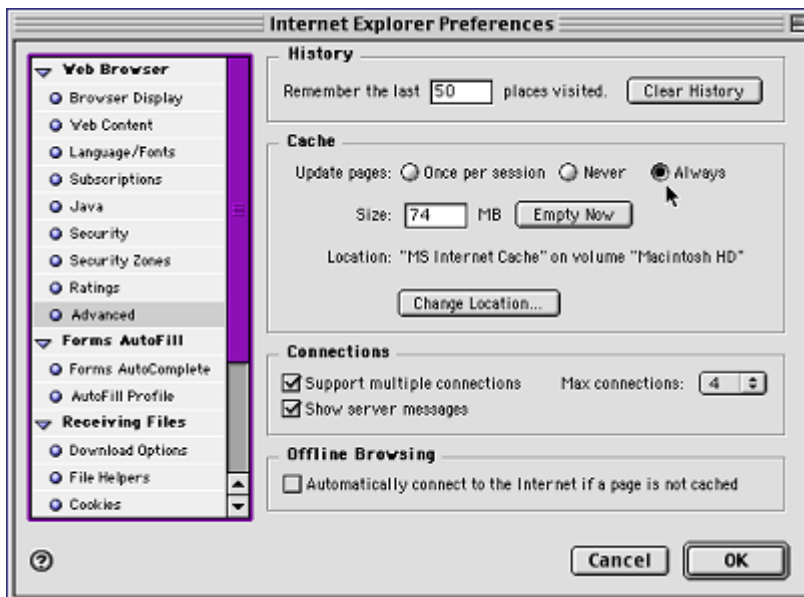 Internet Explorer Preferences
Web Browser
Browser Display
Web Content
Language/Fonts
Subscriptions
Java
Security
Security Zones
Ratings
Advanced
Forms AutoFill
Forms AutoComplete
AutoFill Profile
Receiving Files
Download Options
File Helpers
Cookies
History
Remember the last 50 places visited. Clear History
Cache
Update pages: Once per session Never Always
Size: 74 MB Empty Now
Location: "MS Internet Cache" on volume "Macintosh HD"
Change Location...
Connections
Support multiple connections Max connections: 4
Show server messages
Offline Browsing
Automatically connect to the Internet if a page is not cached
? Cancel OK